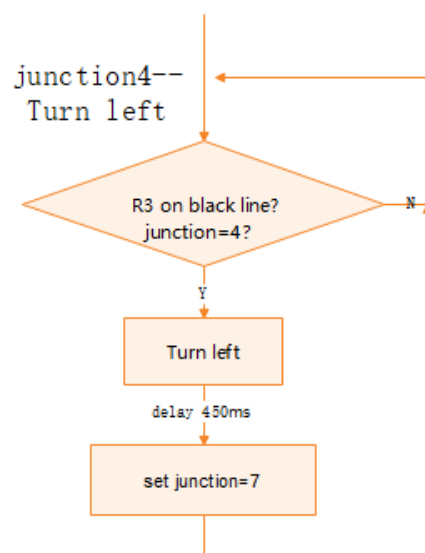 junction4--
Turn left
R3 on black line?
junction=4?
N
Y
Turn left
delay 450ms
set junction=7